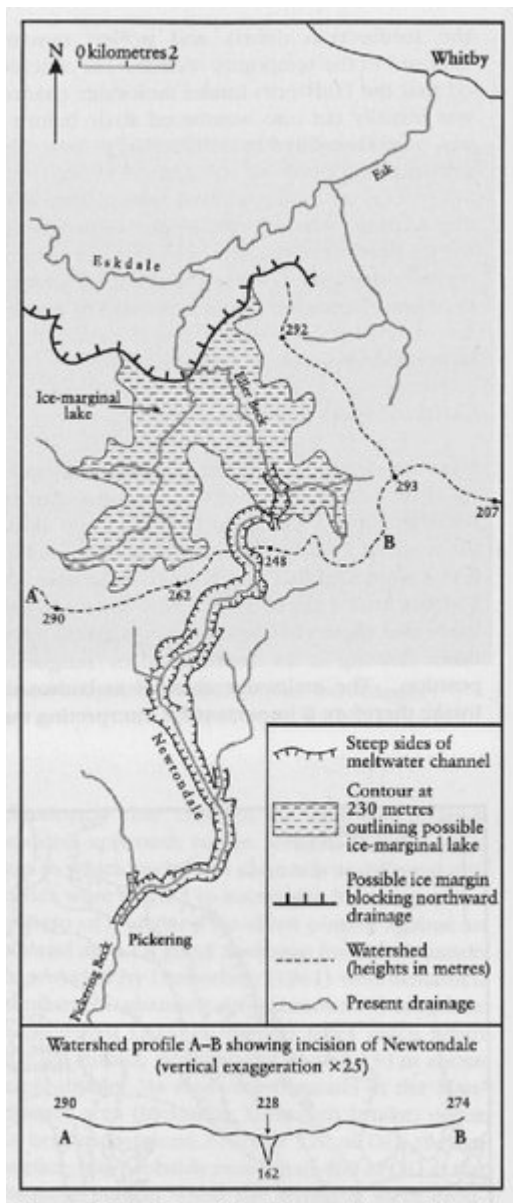 N
0 kilometres 2
Whitby
Esk
Eskdale
292
Ice-marginal
lake
Eller Beck
293
207
B
248
A
262
290
Newtondale
Steep sides of
meltwater channel
Contour at
230 metres
outlining possible
ice-marginal lake
Possible ice margin
blocking northward
drainage
Pickering
Watershed
(heights in metres)
Pickering Beck
Present drainage
Watershed profile A–B showing incision of Newtondale
(vertical exaggeration ×25)
290
228
274
A
B
162